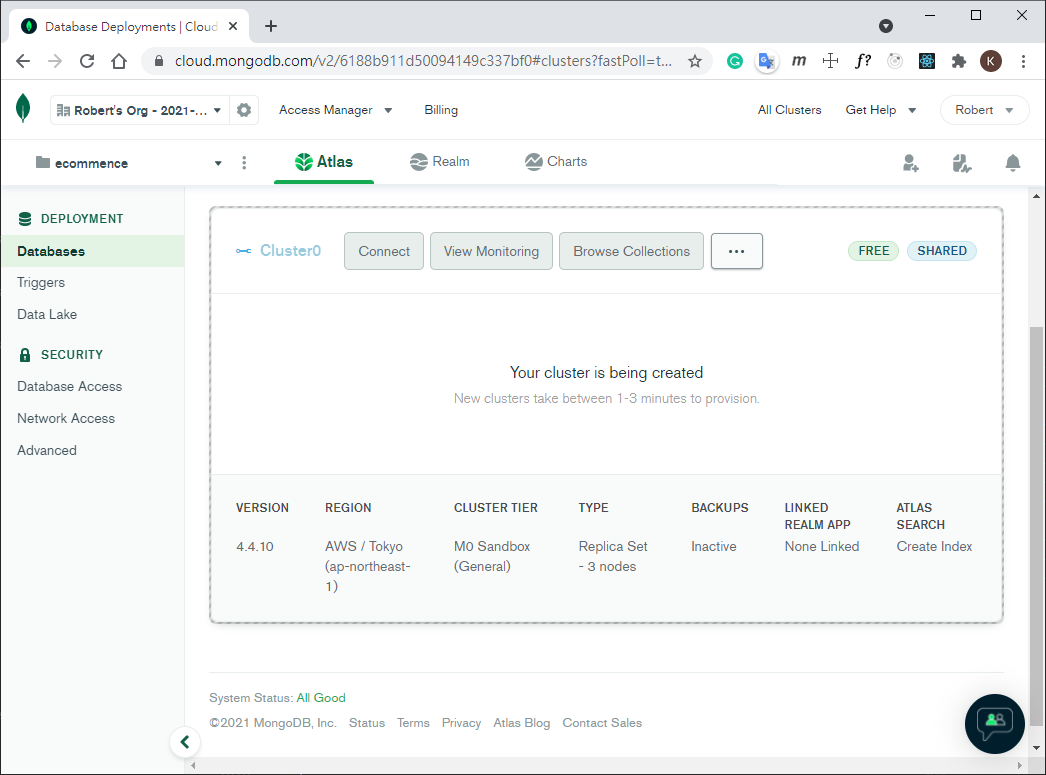 Database Deployments | Cloud
cloud.mongodb.com/v2/6188b911d50094149c337bf0#clusters?fastPoll=t...
m
f?
K
Robert's Org - 2021-...
Access Manager
Billing
All Clusters
Get Help
Robert
ecommence
Atlas
Realm
Charts
DEPLOYMENT
Databases
Triggers
Data Lake
SECURITY
Database Access
Network Access
Advanced
Cluster0
Connect
View Monitoring
Browse Collections
...
FREE
SHARED
Your cluster is being created
New clusters take between 1-3 minutes to provision.
VERSION
4.4.10
REGION
AWS / Tokyo
(ap-northeast-
1)
CLUSTER TIER
M0 Sandbox
(General)
TYPE
Replica Set
- 3 nodes
BACKUPS
Inactive
LINKED
REALM APP
None Linked
ATLAS
SEARCH
Create Index
System Status: All Good
©2021 MongoDB, Inc. Status Terms Privacy Atlas Blog Contact Sales